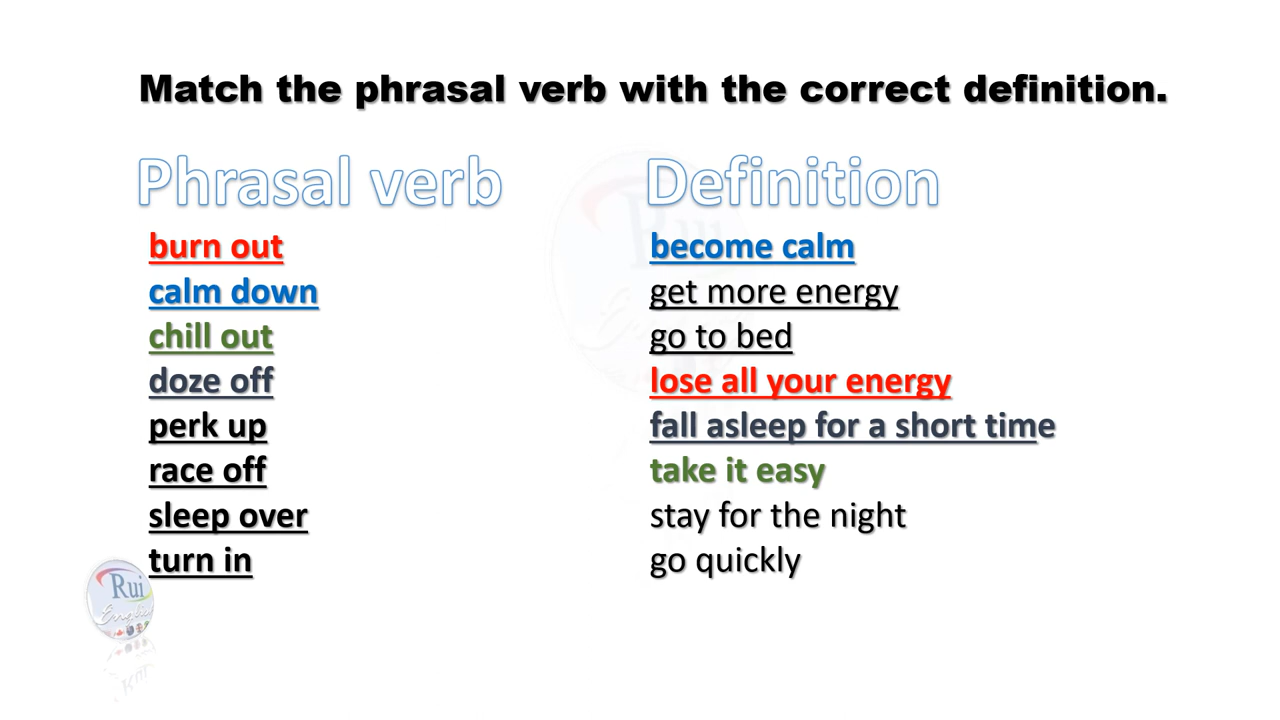 Match the phrasal verb with the correct definition.
Phrasal verb
burn out
calm down
chill out
doze off
perk up
race off
sleep over
turn in
Definition
become calm
get more energy
go to bed
lose all your energy
fall asleep for a short time
take it easy
stay for the night
go quickly
Rui
English